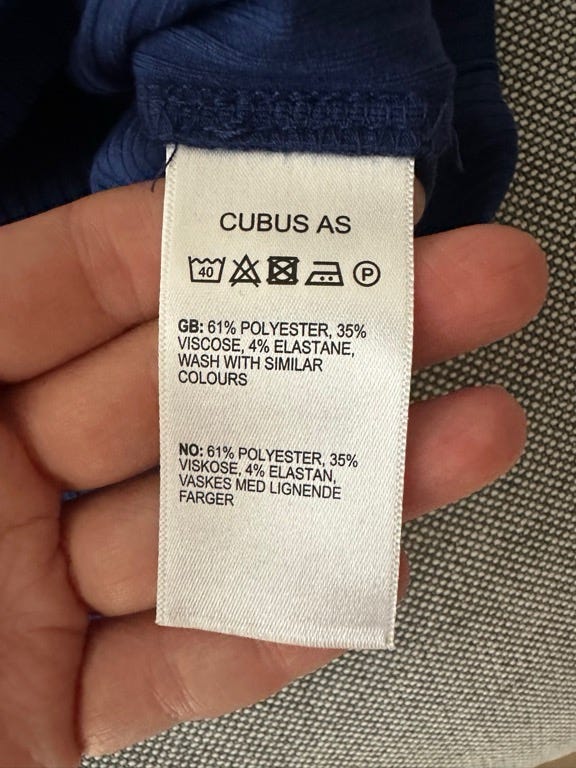 CUBUS AS
40 P
GB: 61% POLYESTER, 35%
VISCOSE, 4% ELASTANE,
WASH WITH SIMILAR
COLOURS
NO: 61% POLYESTER, 35%
VISKOSE, 4% ELASTAN,
VASKES MED LIGNENDE
FARGER